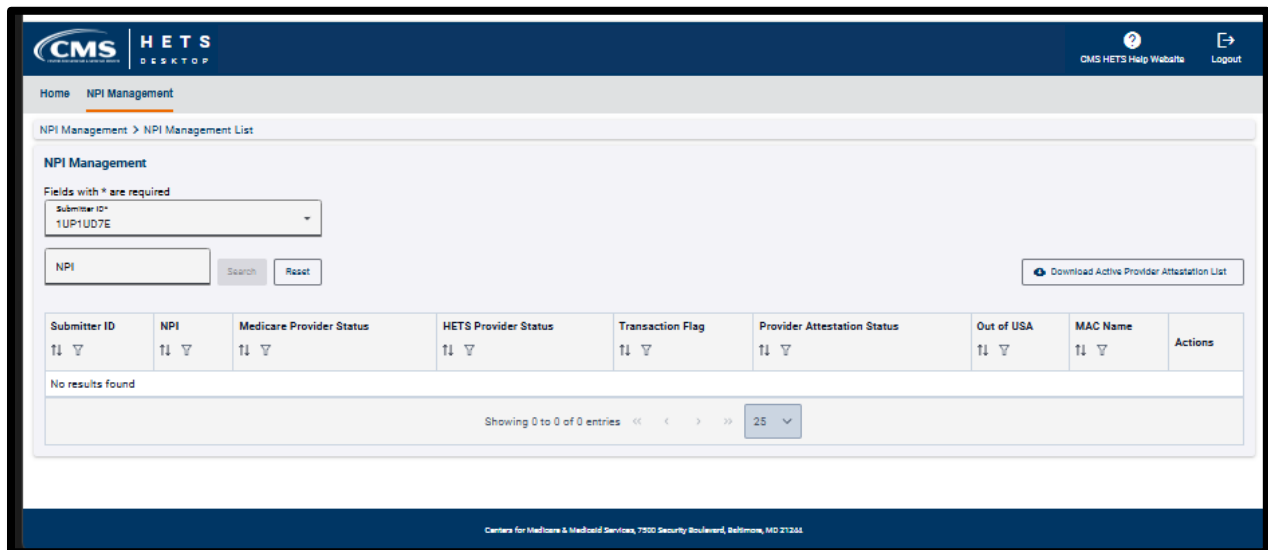 CMS HETS
DESKTOP
CMS HETS Help Website Logout
Home NPI Management
NPI Management > NPI Management List
NPI Management
Fields with * are required
Submitter ID*
1UP1UD7E
NPI Search Reset Download Active Provider Attestation List
Submitter ID NPI Medicare Provider Status HETS Provider Status Transaction Flag Provider Attestation Status Out of USA MAC Name Actions
No results found
Showing 0 to 0 of 0 entries << < > >> 25
Centers for Medicare & Medicaid Services, 7500 Security Boulevard, Baltimore, MD 21244